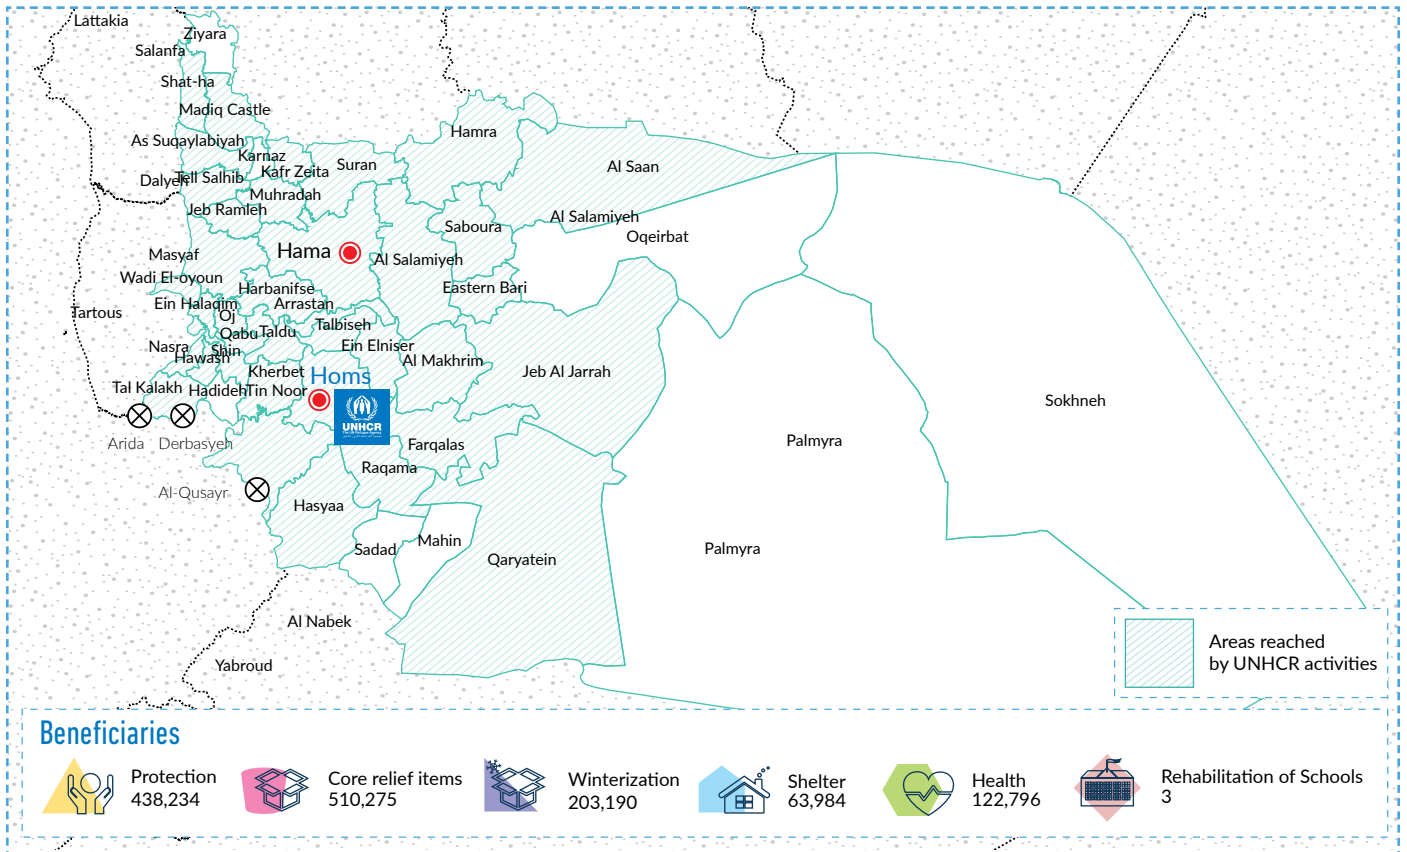 Lattakia
Ziyara
Salanfa
Shat-ha
Madiq Castle
Hamra
As Suqaylabiyah
Karnaz
Suran
Al Saan
Kafr Zeita
Dalyeh
Tell Salhib
Muhradah
Jeb Ramleh
Al Salamiyeh
Saboura
Oqeirbat
Hama
Masyaf
Al Salamiyeh
Wadi El-oyoun
Harbanifse
Eastern Bari
Ein Halaqim
Arrastan
Tartous
Oj
Talbiseh
Qabu
Taldu
Nasra
Shin
Ein Elniser
Hawash
Al Makhrim
Kherbet
Tin Noor
Homs
Jeb Al Jarrah
Tal Kalakh
Hadideh
Sokhneh
UNHCR
The UN Refugee Agency
Arida
Derbasyeh
Farqalas
Palmyra
Raqama
Al-Qusayr
Hasyaa
Mahin
Sadad
Palmyra
Qaryatein
Al Nabek
Yabroud
Areas reached
by UNHCR activities
Beneficiaries
Protection
438,234
Core relief items
510,275
Winterization
203,190
Shelter
63,984
Health
122,796
Rehabilitation of Schools
3